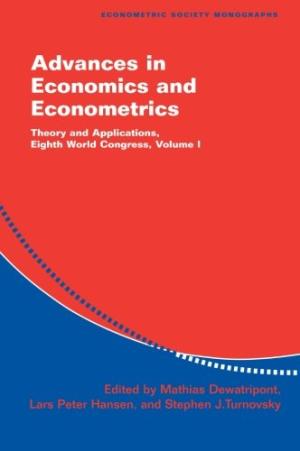 ECONOMETRIC SOCIETY MONOGRAPHS
Advances in
Economics and
Econometrics
Theory and Applications,
Eighth World Congress, Volume I
Edited by Mathias Dewatripont,
Lars Peter Hansen, and Stephen J.Turnovsky